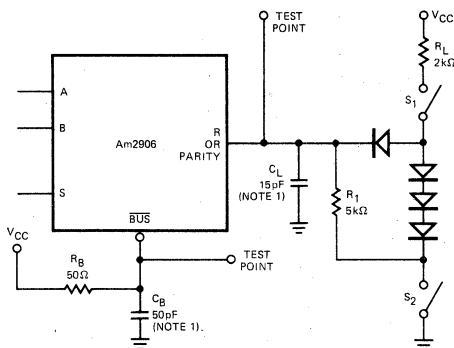 TEST
POINT
VCC
RL
2kΩ
S1
A
B
S
Am2906
R
OR
PARITY
BUS
CL
15pF
(NOTE 1)
R1
5kΩ
VCC
RB
50Ω
TEST
POINT
CB
50pF
(NOTE 1).
S2